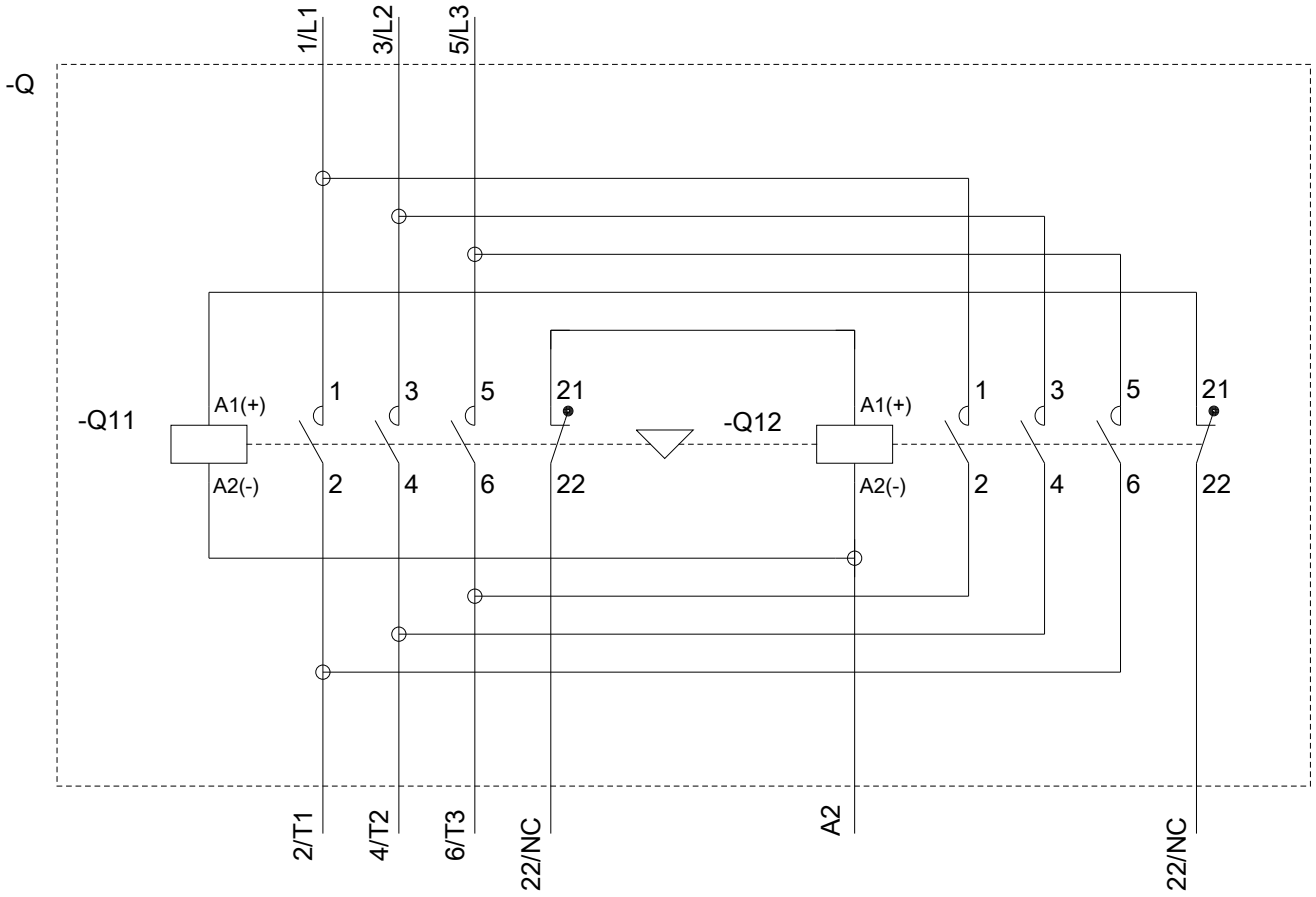 1/L1 3/L2 5/L3
-Q
-Q11 A1(+) 1 3 5 21 -Q12 A1(+) 1 3 5 21
A2(-) 2 4 6 22 A2(-) 2 4 6 22
2/T1 4/T2 6/T3 22/NC A2 22/NC